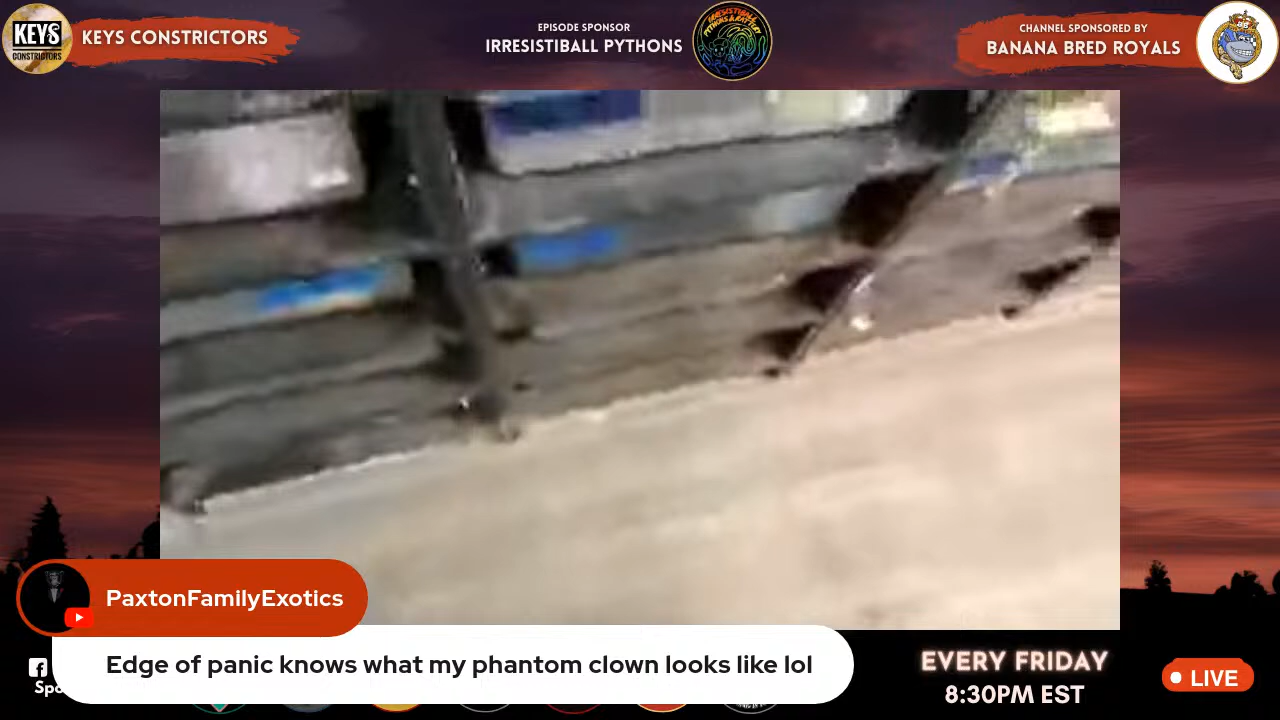 KEYS
CONSTRICTORS
KEYS CONSTRICTORS
EPISODE SPONSOR
IRRESISTIBALL PYTHONS
CHANNEL SPONSORED BY
BANANA BRED ROYALS
PaxtonFamilyExotics
Edge of panic knows what my phantom clown looks like lol
Spo
EVERY FRIDAY
8:30PM EST
LIVE